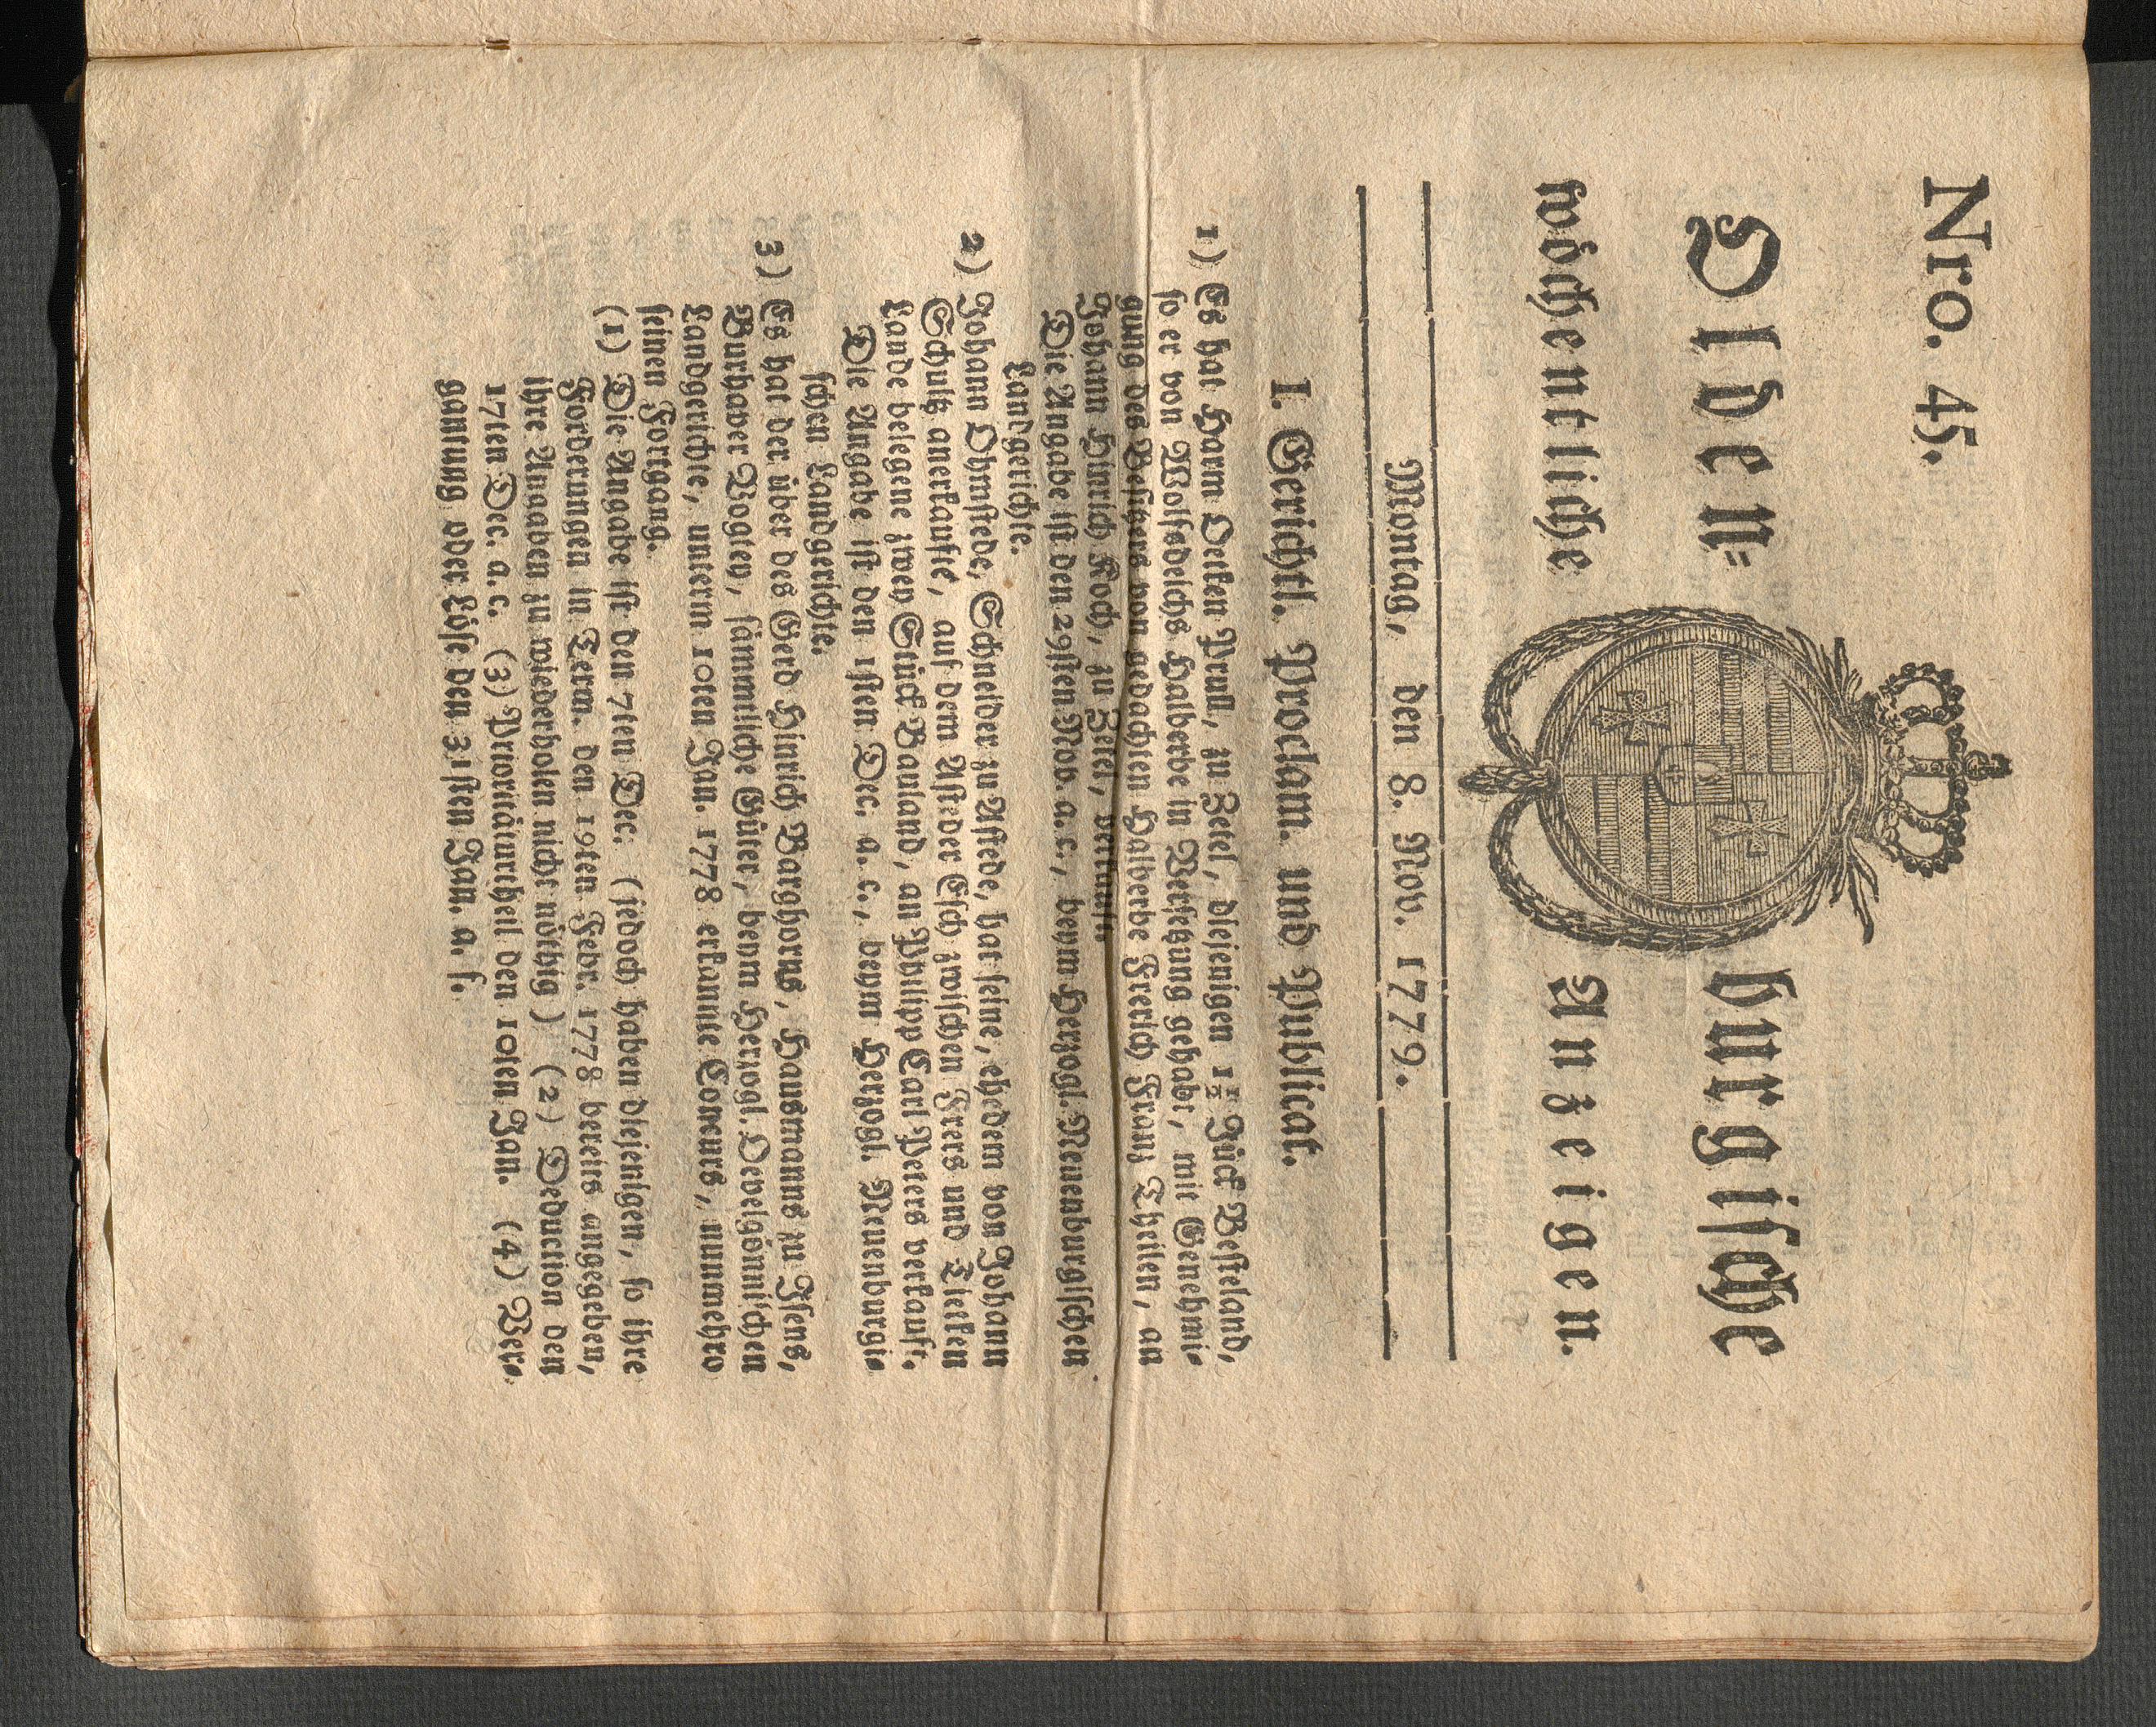 Nro. 45.
Olden= burgische
wöchentliche Anzeigen.
Montag, den 8. Nov. 1779.
I. Gerichtl. Proclam. und Publicat.
1) Es hat Harm Oetken Pruß, zu Zetel, diejenigen 1½ Jück Vesteland,
so er von Wolfedelchs Halberbe in Versetzung gehabt, mit Genehmi=
gung des Besitzers von gedachten Halberbe Frerich Franz Theilen, an
Johann Hinrich Koch, zu Zetel, verkauft.
Die Angabe ist den 29sten Nov. a. c., beym Herzogl. Neuenburgischen
Landgerichte.
2) Johann Ohmstede, Schneider zu Astede, hat seine, ehedem von Johann
Schultz anerkaufte, auf dem Asteder Esch zwischen Frers und Tielken
Lande belegene zwey Stück Bauland, an Philipp Carl Peters verkauft.
Die Angabe ist den 1sten Dec. a. c., beym Herzogl. Neuenburgi=
schen Landgerichte.
3) Es hat der über des Gerd Hinrich Barghorns, Hausmanns zu Isens,
Burhaver Vogtey, sämmtliche Güter, beym Herzogl. Ovelgönnischen
Landgerichte, unterm 10ten Jan. 1778 erkannte Concurs, nunmehro
seinen Fortgang.
(1) Die Angabe ist den 7ten Dec. (jedoch haben diejenigen, so ihre
Forderungen in Term. den 19ten Febr. 1778 bereits angegeben,
ihre Angaben zu wiederholen nicht nöthig) (2) Deduction den
17ten Dec. a. c. (3) Prioritäturtheil den 10ten Jan. (4) Ver=
gantung oder Löse den 31sten Jan. a. f.